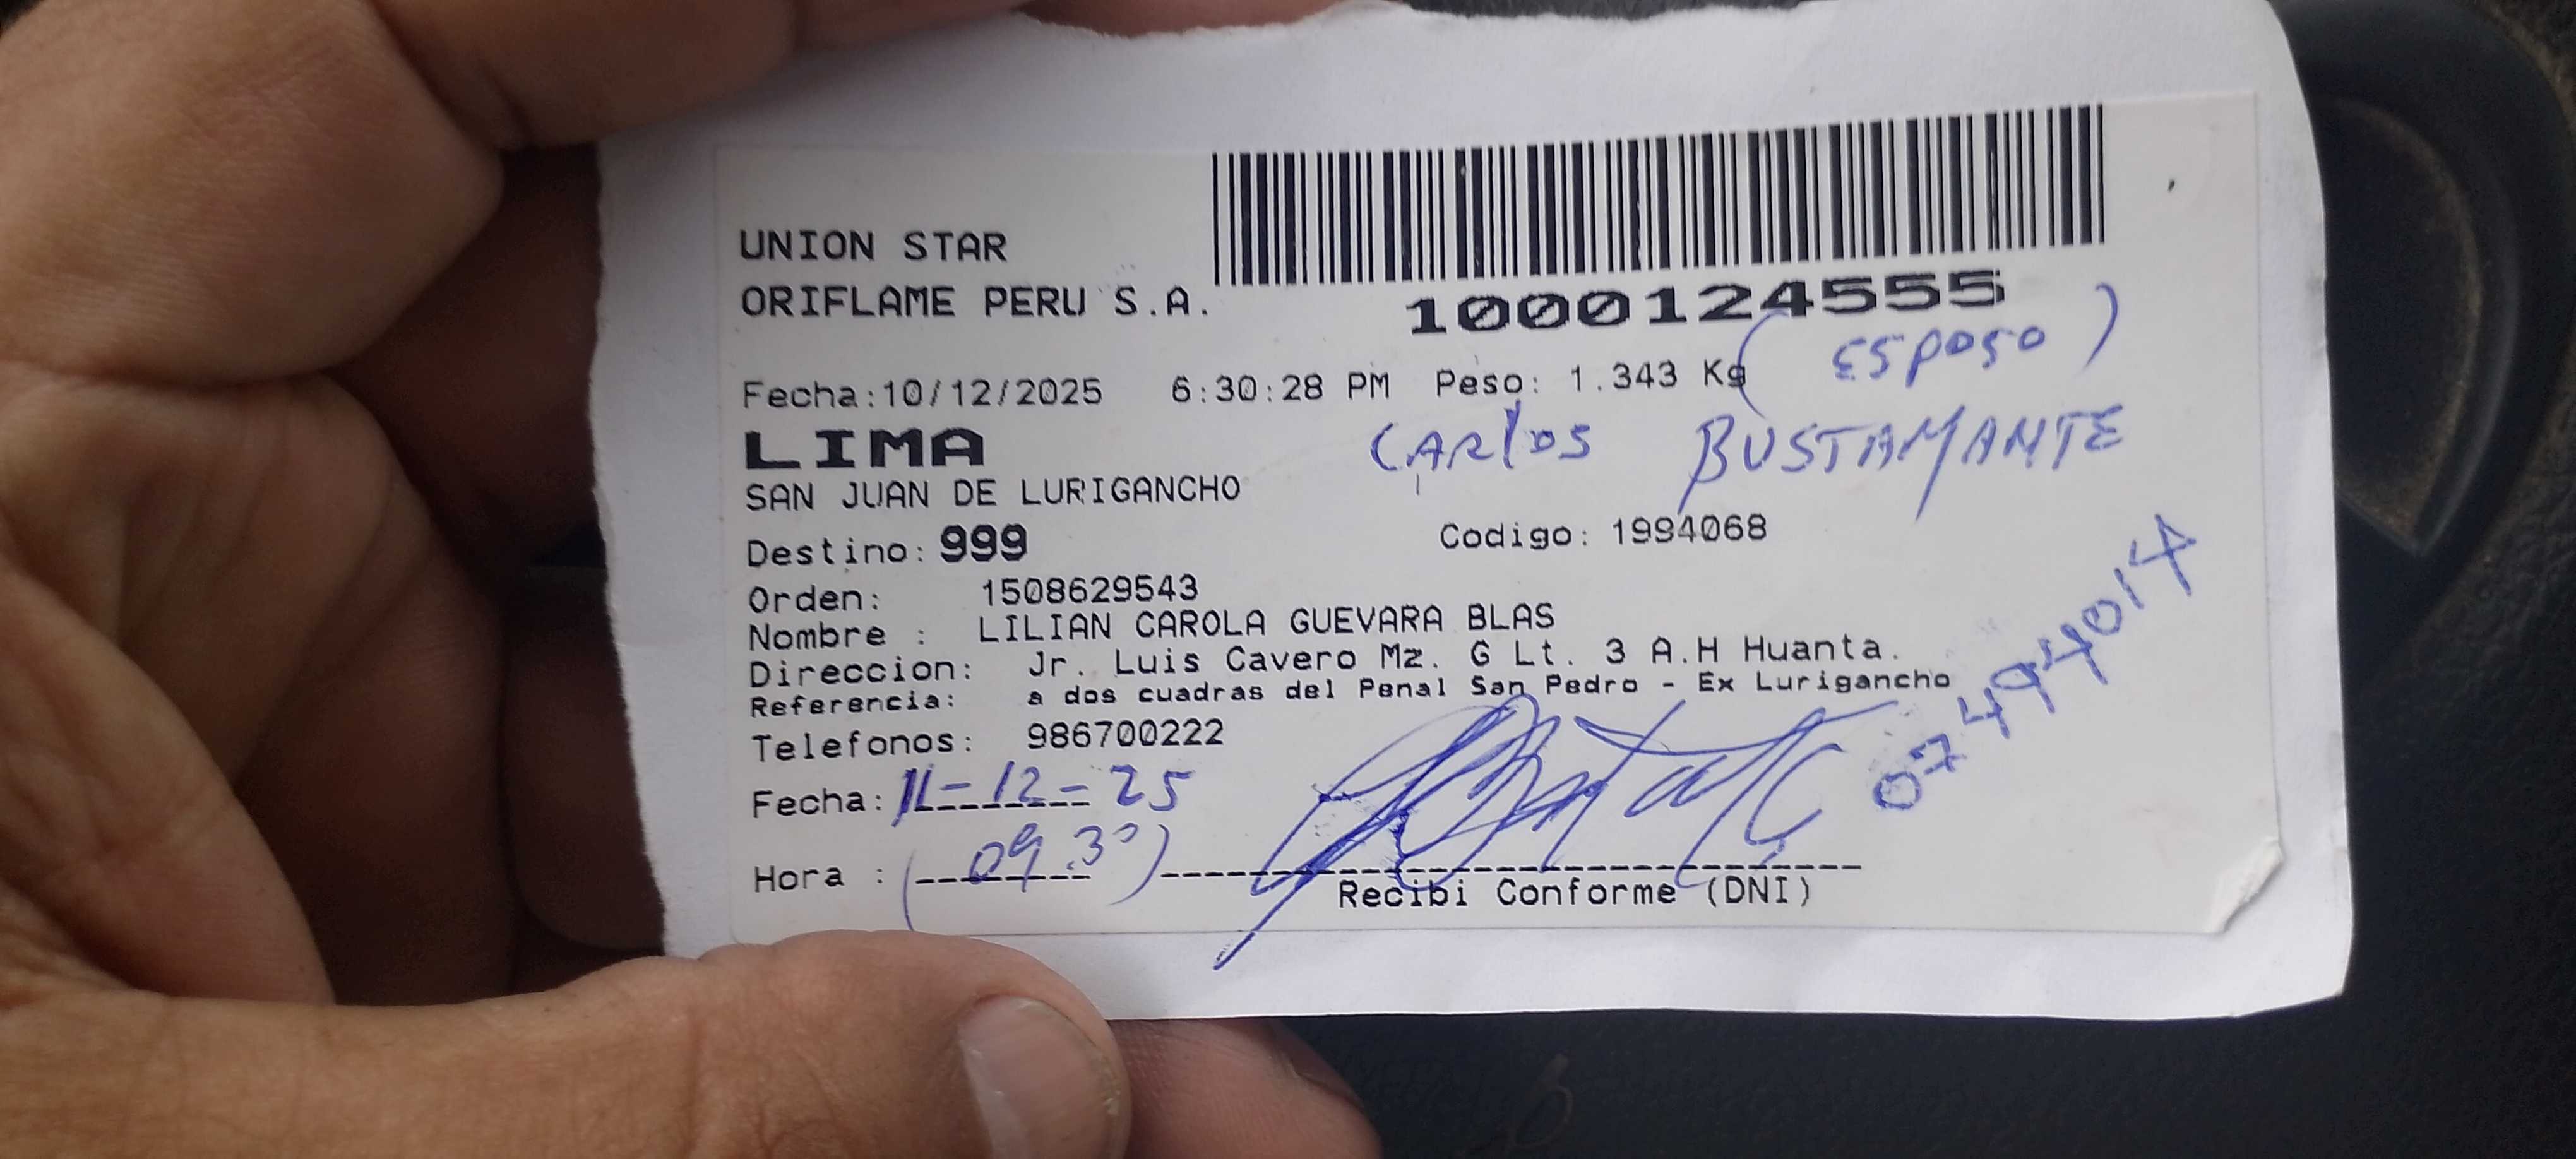 UNION STAR
ORIFLAME PERU S.A.
1000124555
Fecha:10/12/2025 6:30:28 PM Peso: 1.343 Kg
(ESPOSO)
LIMA
CARLOS BUSTAMANTE
SAN JUAN DE LURIGANCHO
Destino: 999 Codigo: 1994068
Orden: 1508629543
Nombre : LILIAN CAROLA GUEVARA BLAS
Direccion: Jr. Luis Cavero Mz. G Lt. 3 A.H Huanta.
Referencia: a dos cuadras del Penal San Pedro - Ex Lurigancho
Telefonos: 986700222
Fecha: 11-12-25
Hora : (09.30)
Recibi Conforme (DNI)